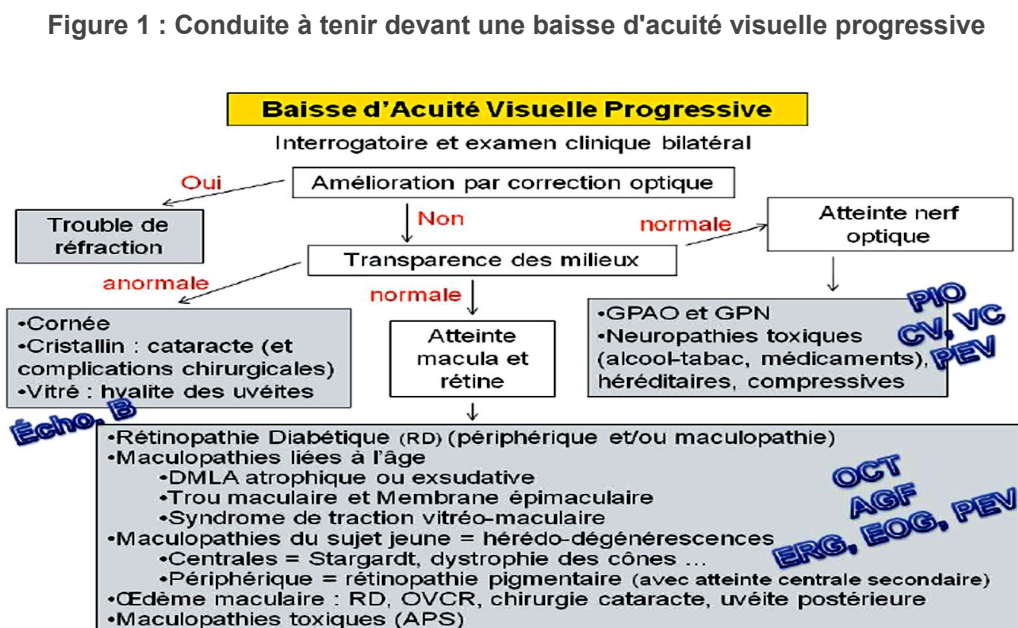 Figure 1 : Conduite à tenir devant une baisse d'acuité visuelle progressive
Baisse d'Acuité Visuelle Progressive
Interrogatoire et examen clinique bilatéral
Oui
Amélioration par correction optique
Trouble de
réfraction
Non
normale
Atteinte nerf
optique
Transparence des milieux
anormale
normale
•Cornée
•Cristallin : cataracte (et
complications chirurgicales)
•Vitré : hyalite des uvéites
Écho. B
Atteinte
macula et
rétine
•GPAO et GPN
•Neuropathies toxiques
(alcool-tabac, médicaments),
héréditaires, compressives
PIO
CV, VC
PEV
•Rétinopathie Diabétique (RD) (périphérique et/ou maculopathie)
•Maculopathies liées à l'âge
•DMLA atrophique ou exsudative
•Trou maculaire et Membrane épimaculaire
•Syndrome de traction vitréo-maculaire
•Maculopathies du sujet jeune = hérédo-dégénérescences
•Centrales = Stargardt, dystrophie des cônes ...
•Périphérique = rétinopathie pigmentaire (avec atteinte centrale secondaire)
•Œdème maculaire : RD, OVCR, chirurgie cataracte, uvéite postérieure
•Maculopathies toxiques (APS)
OCT
AGF
ERG, EOG, PEV